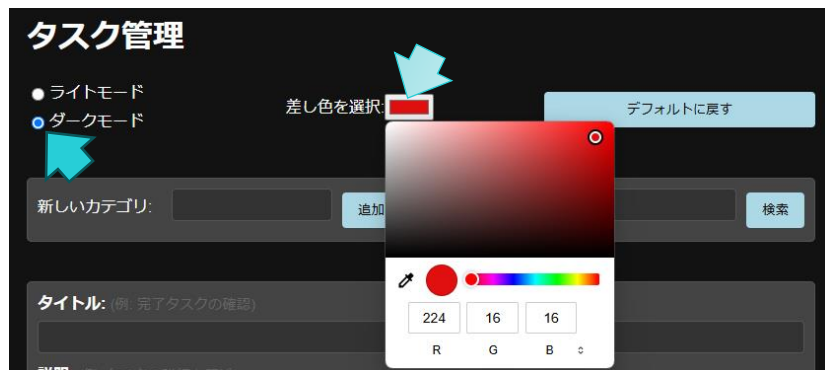 タスク管理
ライトモード
ダークモード
差し色を選択:
デフォルトに戻す
新しいカテゴリ:
追加
検索
タイトル: (例: 完了タスクの確認)
224 16 16
R G B